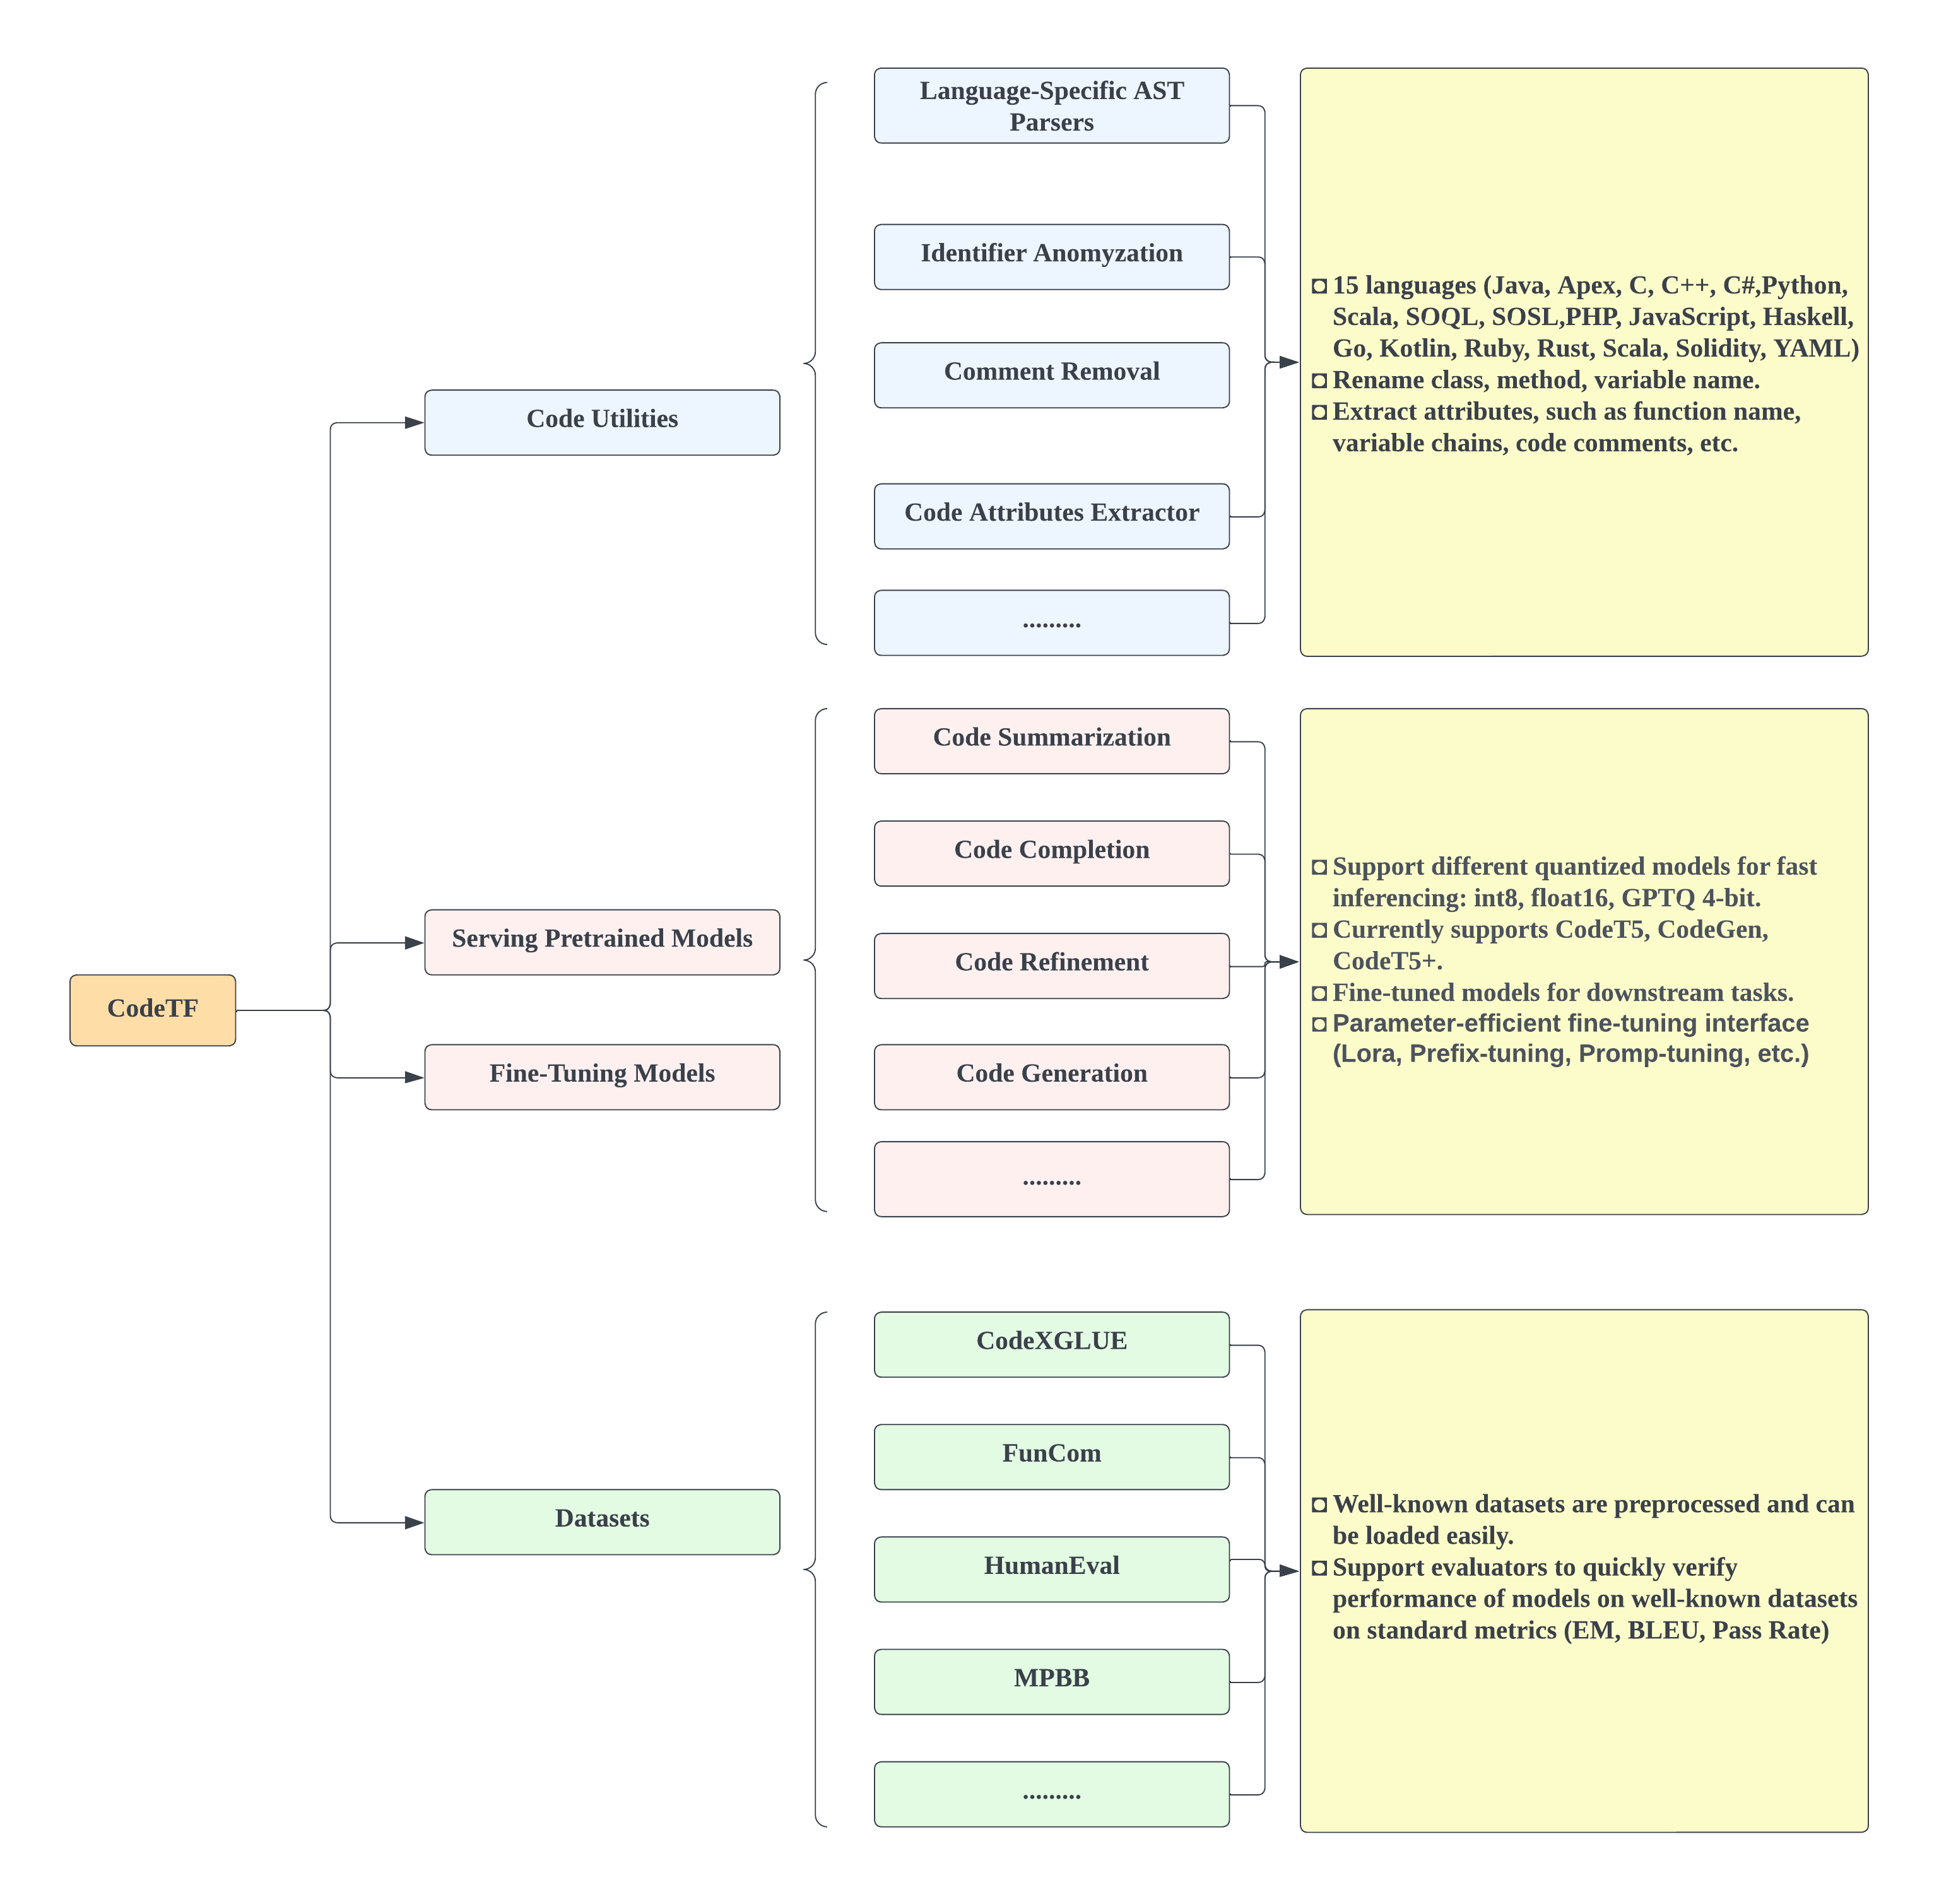 CodeTF
Code Utilities
Language-Specific AST
Parsers
Identifier Anomyzation
Comment Removal
Code Attributes Extractor
.........
15 languages (Java, Apex, C, C++, C#,Python,
Scala, SOQL, SOSL,PHP, JavaScript, Haskell,
Go, Kotlin, Ruby, Rust, Scala, Solidity, YAML)
Rename class, method, variable name.
Extract attributes, such as function name,
variable chains, code comments, etc.
Serving Pretrained Models
Fine-Tuning Models
Code Summarization
Code Completion
Code Refinement
Code Generation
.........
Support different quantized models for fast
inferencing: int8, float16, GPTQ 4-bit.
Currently supports CodeT5, CodeGen,
CodeT5+.
Fine-tuned models for downstream tasks.
Parameter-efficient fine-tuning interface
(Lora, Prefix-tuning, Promp-tuning, etc.)
Datasets
CodeXGLUE
FunCom
HumanEval
MPBB
.........
Well-known datasets are preprocessed and can
be loaded easily.
Support evaluators to quickly verify
performance of models on well-known datasets
on standard metrics (EM, BLEU, Pass Rate)